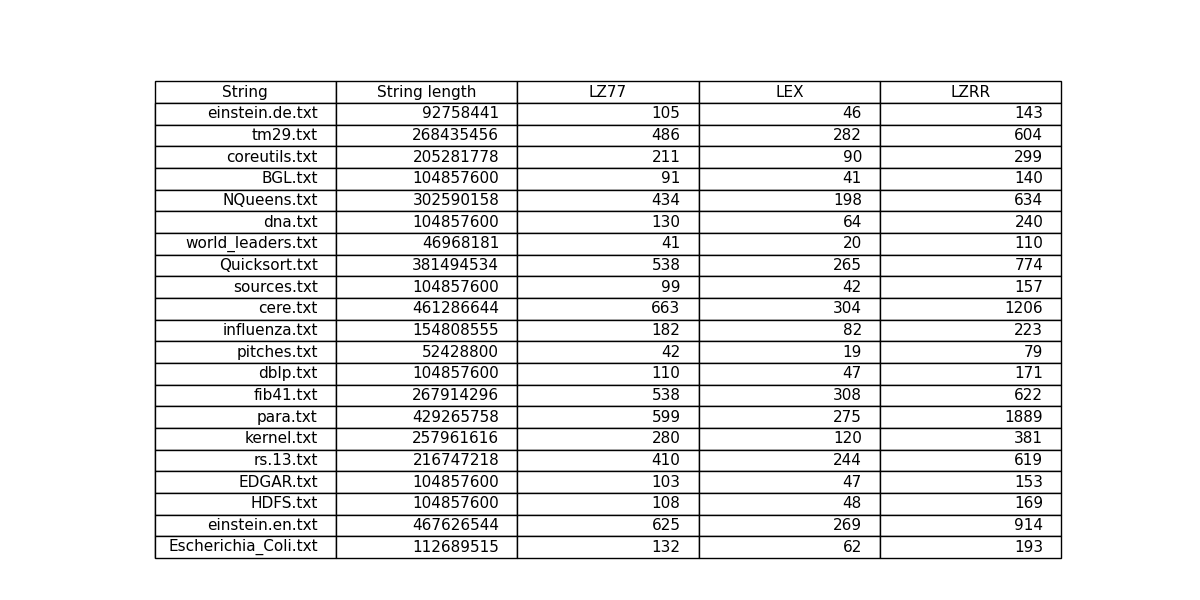 String String length LZ77 LEX LZRR
einstein.de.txt 92758441 105 46 143
tm29.txt 268435456 486 282 604
coreutils.txt 205281778 211 90 299
BGL.txt 104857600 91 41 140
NQueens.txt 302590158 434 198 634
dna.txt 104857600 130 64 240
world_leaders.txt 46968181 41 20 110
Quicksort.txt 381494534 538 265 774
sources.txt 104857600 99 42 157
cere.txt 461286644 663 304 1206
influenza.txt 154808555 182 82 223
pitches.txt 52428800 42 19 79
dblp.txt 104857600 110 47 171
fib41.txt 267914296 538 308 622
para.txt 429265758 599 275 1889
kernel.txt 257961616 280 120 381
rs.13.txt 216747218 410 244 619
EDGAR.txt 104857600 103 47 153
HDFS.txt 104857600 108 48 169
einstein.en.txt 467626544 625 269 914
Escherichia_Coli.txt 112689515 132 62 193